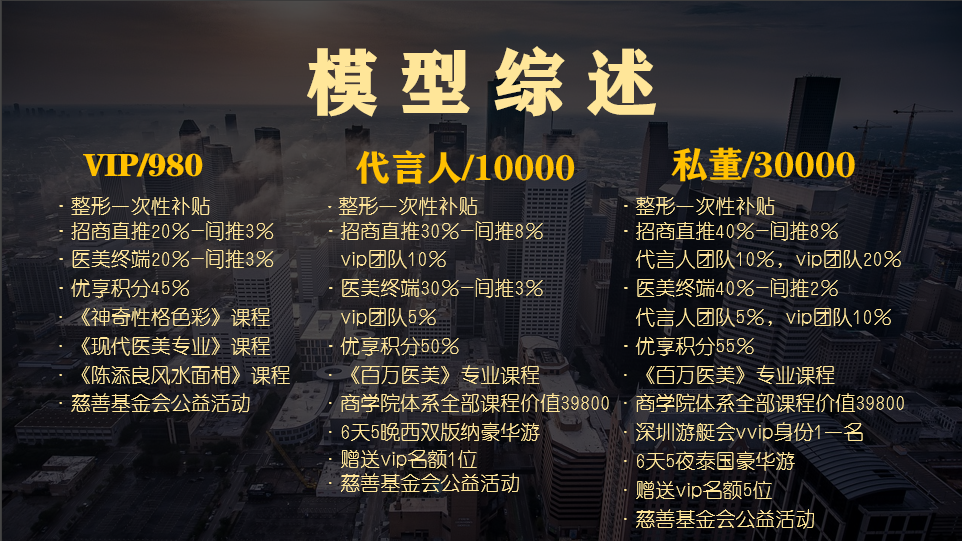 模型综述
VIP/980
· 整形一次性补贴
· 招商直推20%-间推3%
· 医美终端20%-间推3%
· 优享积分45%
· 《神奇性格色彩》课程
· 《现代医美专业》课程
· 《陈添良风水面相》课程
· 慈善基金会公益活动
代言人/10000
· 整形一次性补贴
· 招商直推30%-间推8%
vip团队10%
· 医美终端30%-间推3%
vip团队5%
· 优享积分50%
· 《百万医美》专业课程
· 商学院体系全部课程价值39800
· 6天5晚西双版纳豪华游
· 赠送vip名额1位
· 慈善基金会公益活动
私董/30000
· 整形一次性补贴
· 招商直推40%-间推8%
代言人团队10%，vip团队20%
· 医美终端40%-间推2%
代言人团队5%，vip团队10%
· 优享积分55%
· 《百万医美》专业课程
· 商学院体系全部课程价值39800
· 深圳游艇会vvip身份1一名
· 6天5夜泰国豪华游
· 赠送vip名额5位
· 慈善基金会公益活动